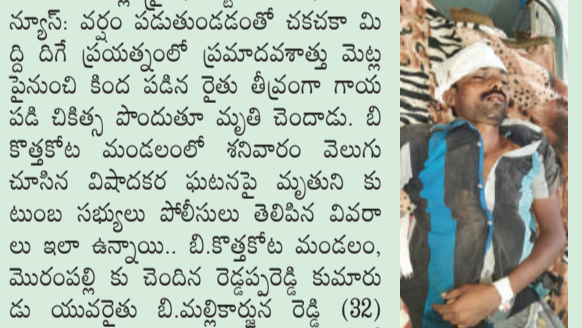 న్యూస్: వర్షం పడుతుండడంతో చకచకా మి
ద్ది దిగే ప్రయత్నంలో ప్రమాదవశాత్తు మెట్ల
పైనుంచి కింద పడిన రైతు తీవ్రంగా గాయ
పడి చికిత్స పొందుతూ మృతి చెందాడు. బి
కొత్తకోట మండలంలో శనివారం వెలుగు
చూసిన విషాదకర ఘటనపై మృతుని కు
టుంబ సభ్యులు పోలీసులు తెలిపిన వివరా
లు ఇలా ఉన్నాయి.. బి.కొత్తకోట మండలం,
మొరంపల్లి కు చెందిన రెడ్డప్పరెడ్డి కుమారు
డు యువరైతు బి.మల్లికార్జున రెడ్డి (32)